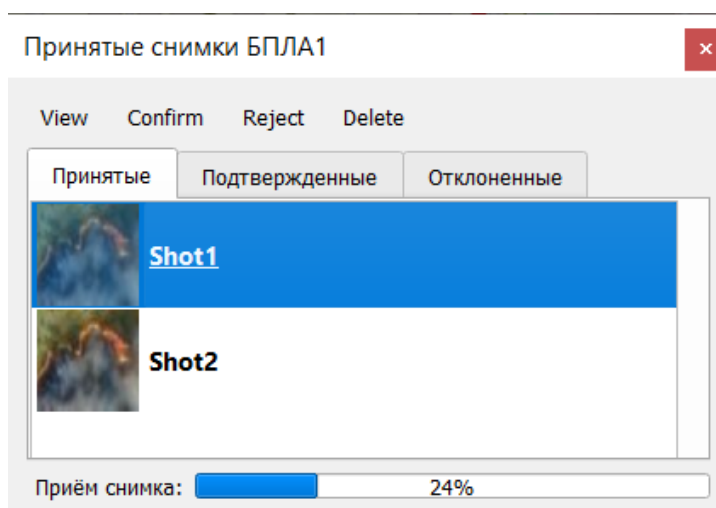 Принятые снимки БПЛА1
View Confirm Reject Delete
Принятые Подтвержденные Отклоненные
Shot1
Shot2
Приём снимка: 24%